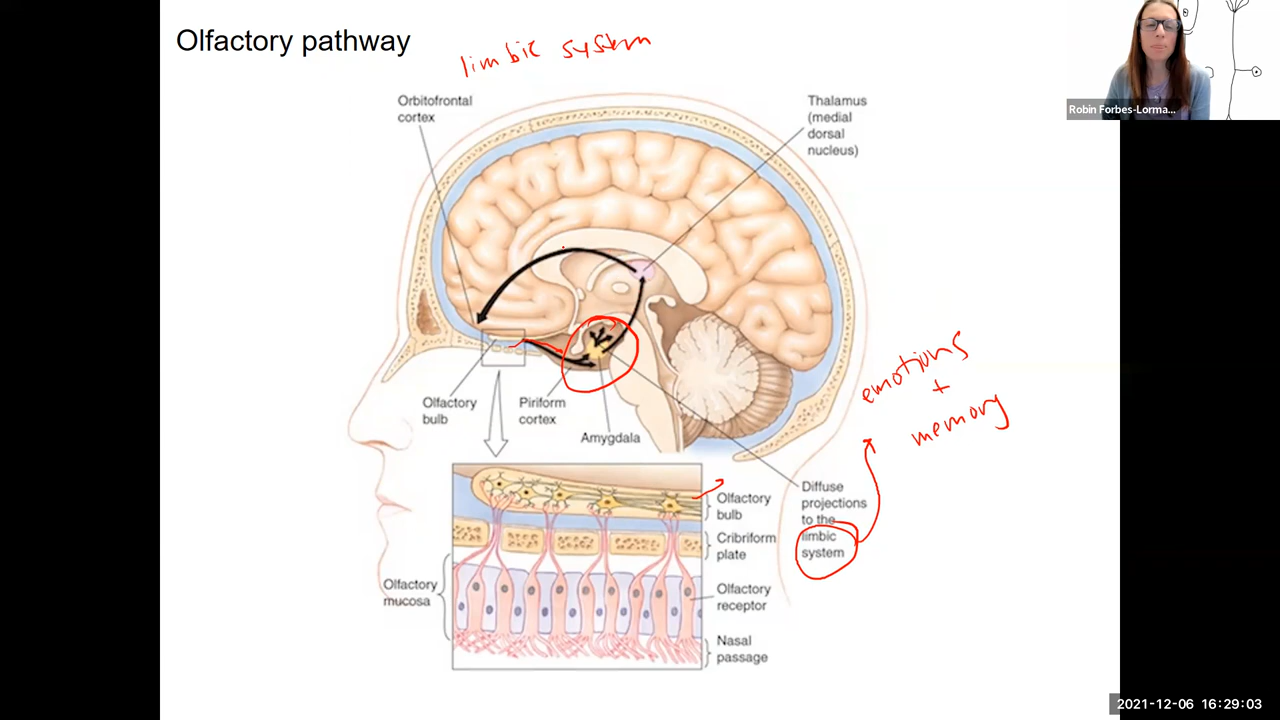 Olfactory pathway
limbic system
Robin Forbes-Lorma...
Orbitofrontal
cortex
Thalamus
(medial
dorsal
nucleus)
emotions
+
memory
Olfactory
bulb
Piriform
cortex
Amygdala
Diffuse
projections
to the
limbic
system
Olfactory
bulb
Cribriform
plate
Olfactory
mucosa
Olfactory
receptor
Nasal
passage
2021-12-06 16:29:03